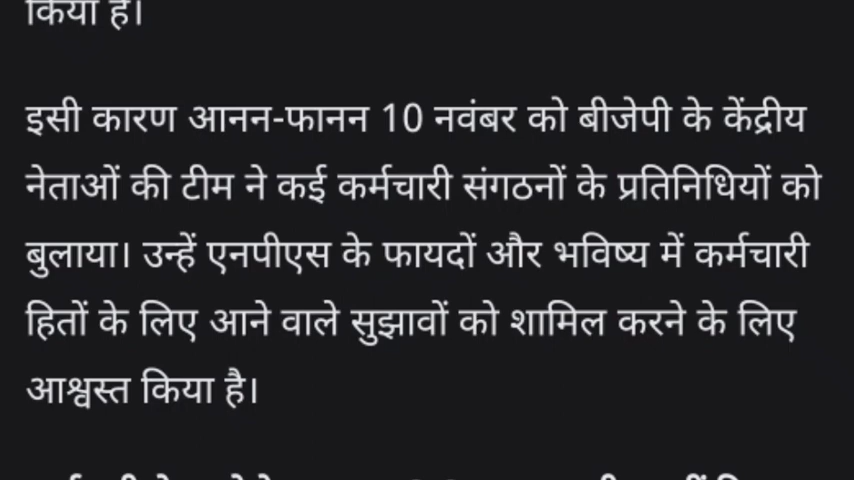 किया है।
इसी कारण आनन-फानन 10 नवंबर को बीजेपी के केंद्रीय
नेताओं की टीम ने कई कर्मचारी संगठनों के प्रतिनिधियों को
बुलाया। उन्हें एनपीएस के फायदों और भविष्य में कर्मचारी
हितों के लिए आने वाले सुझावों को शामिल करने के लिए
आश्वस्त किया है।